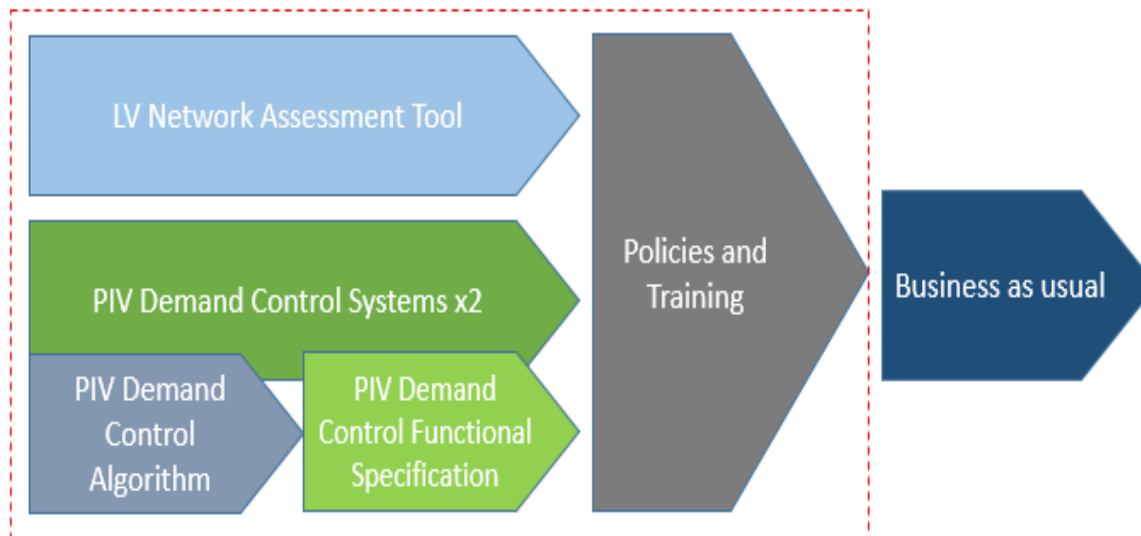 LV Network Assessment Tool
PIV Demand Control Systems x2
PIV Demand
Control
Algorithm
PIV Demand
Control Functional
Specification
Policies and
Training
Business as usual